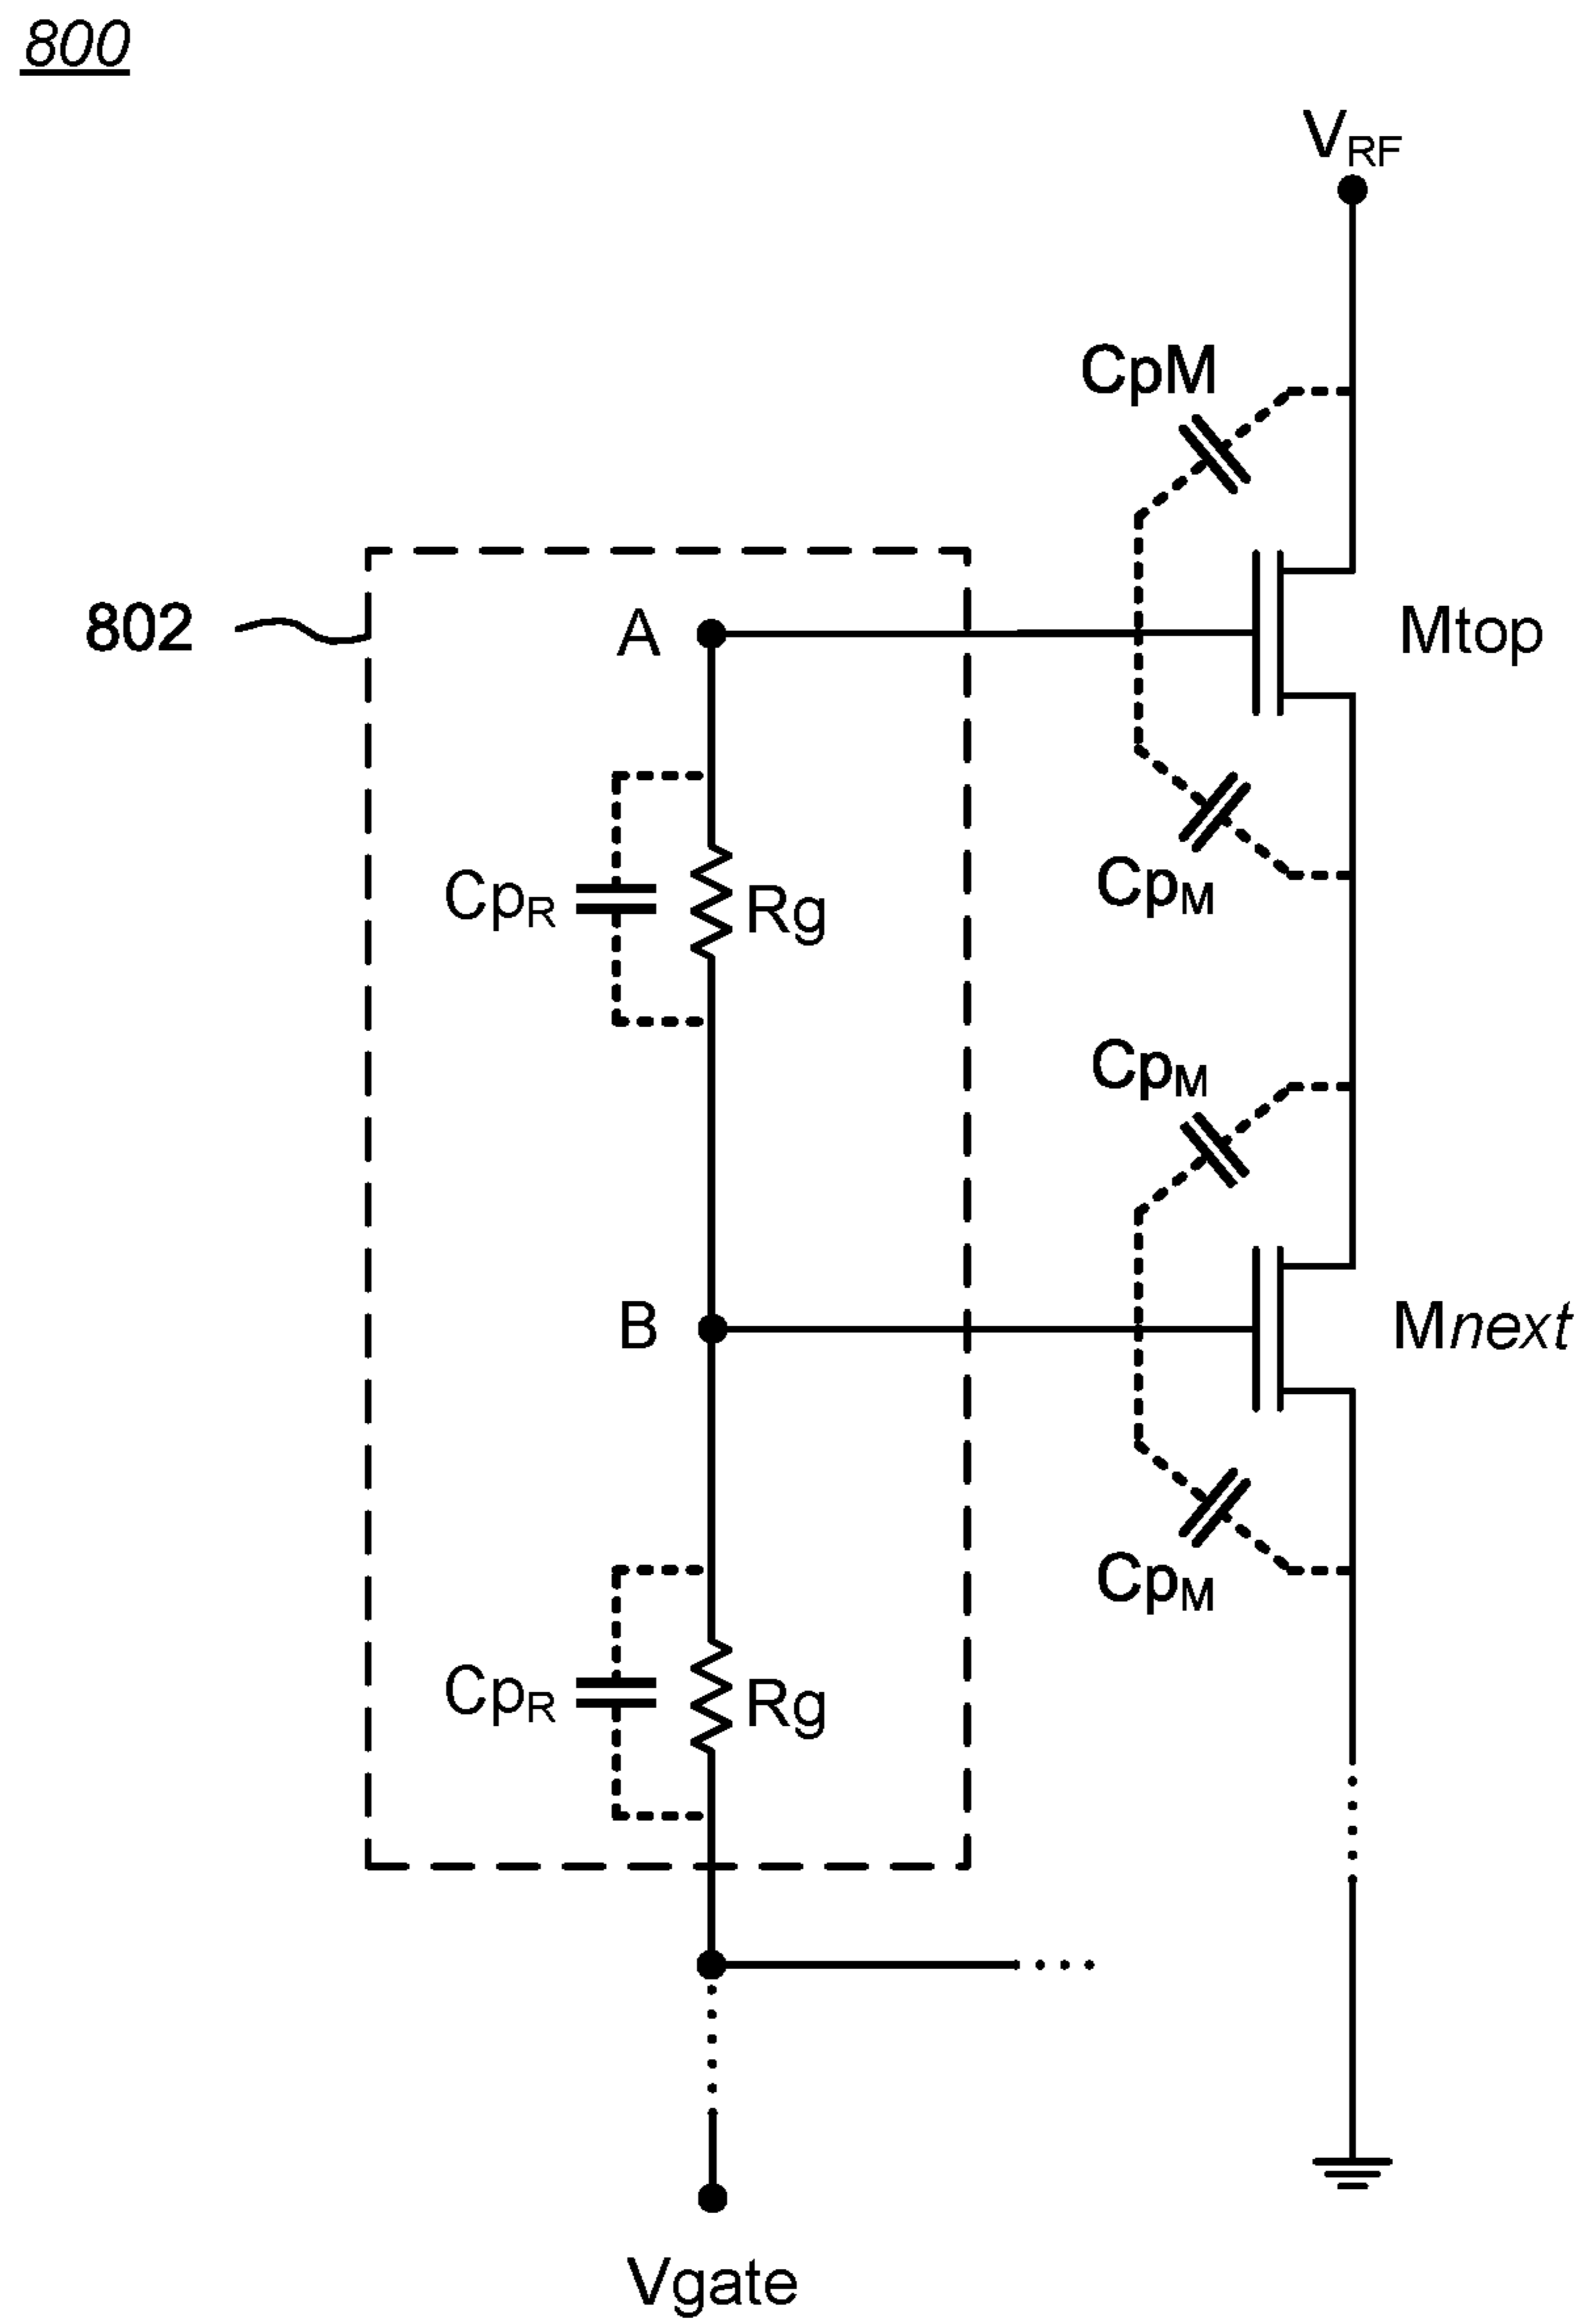 800
VRF
CpM
802
A
Mtop
CpR
Rg
CpM
CpM
B
Mnext
CpM
CpR
Rg
Vgate